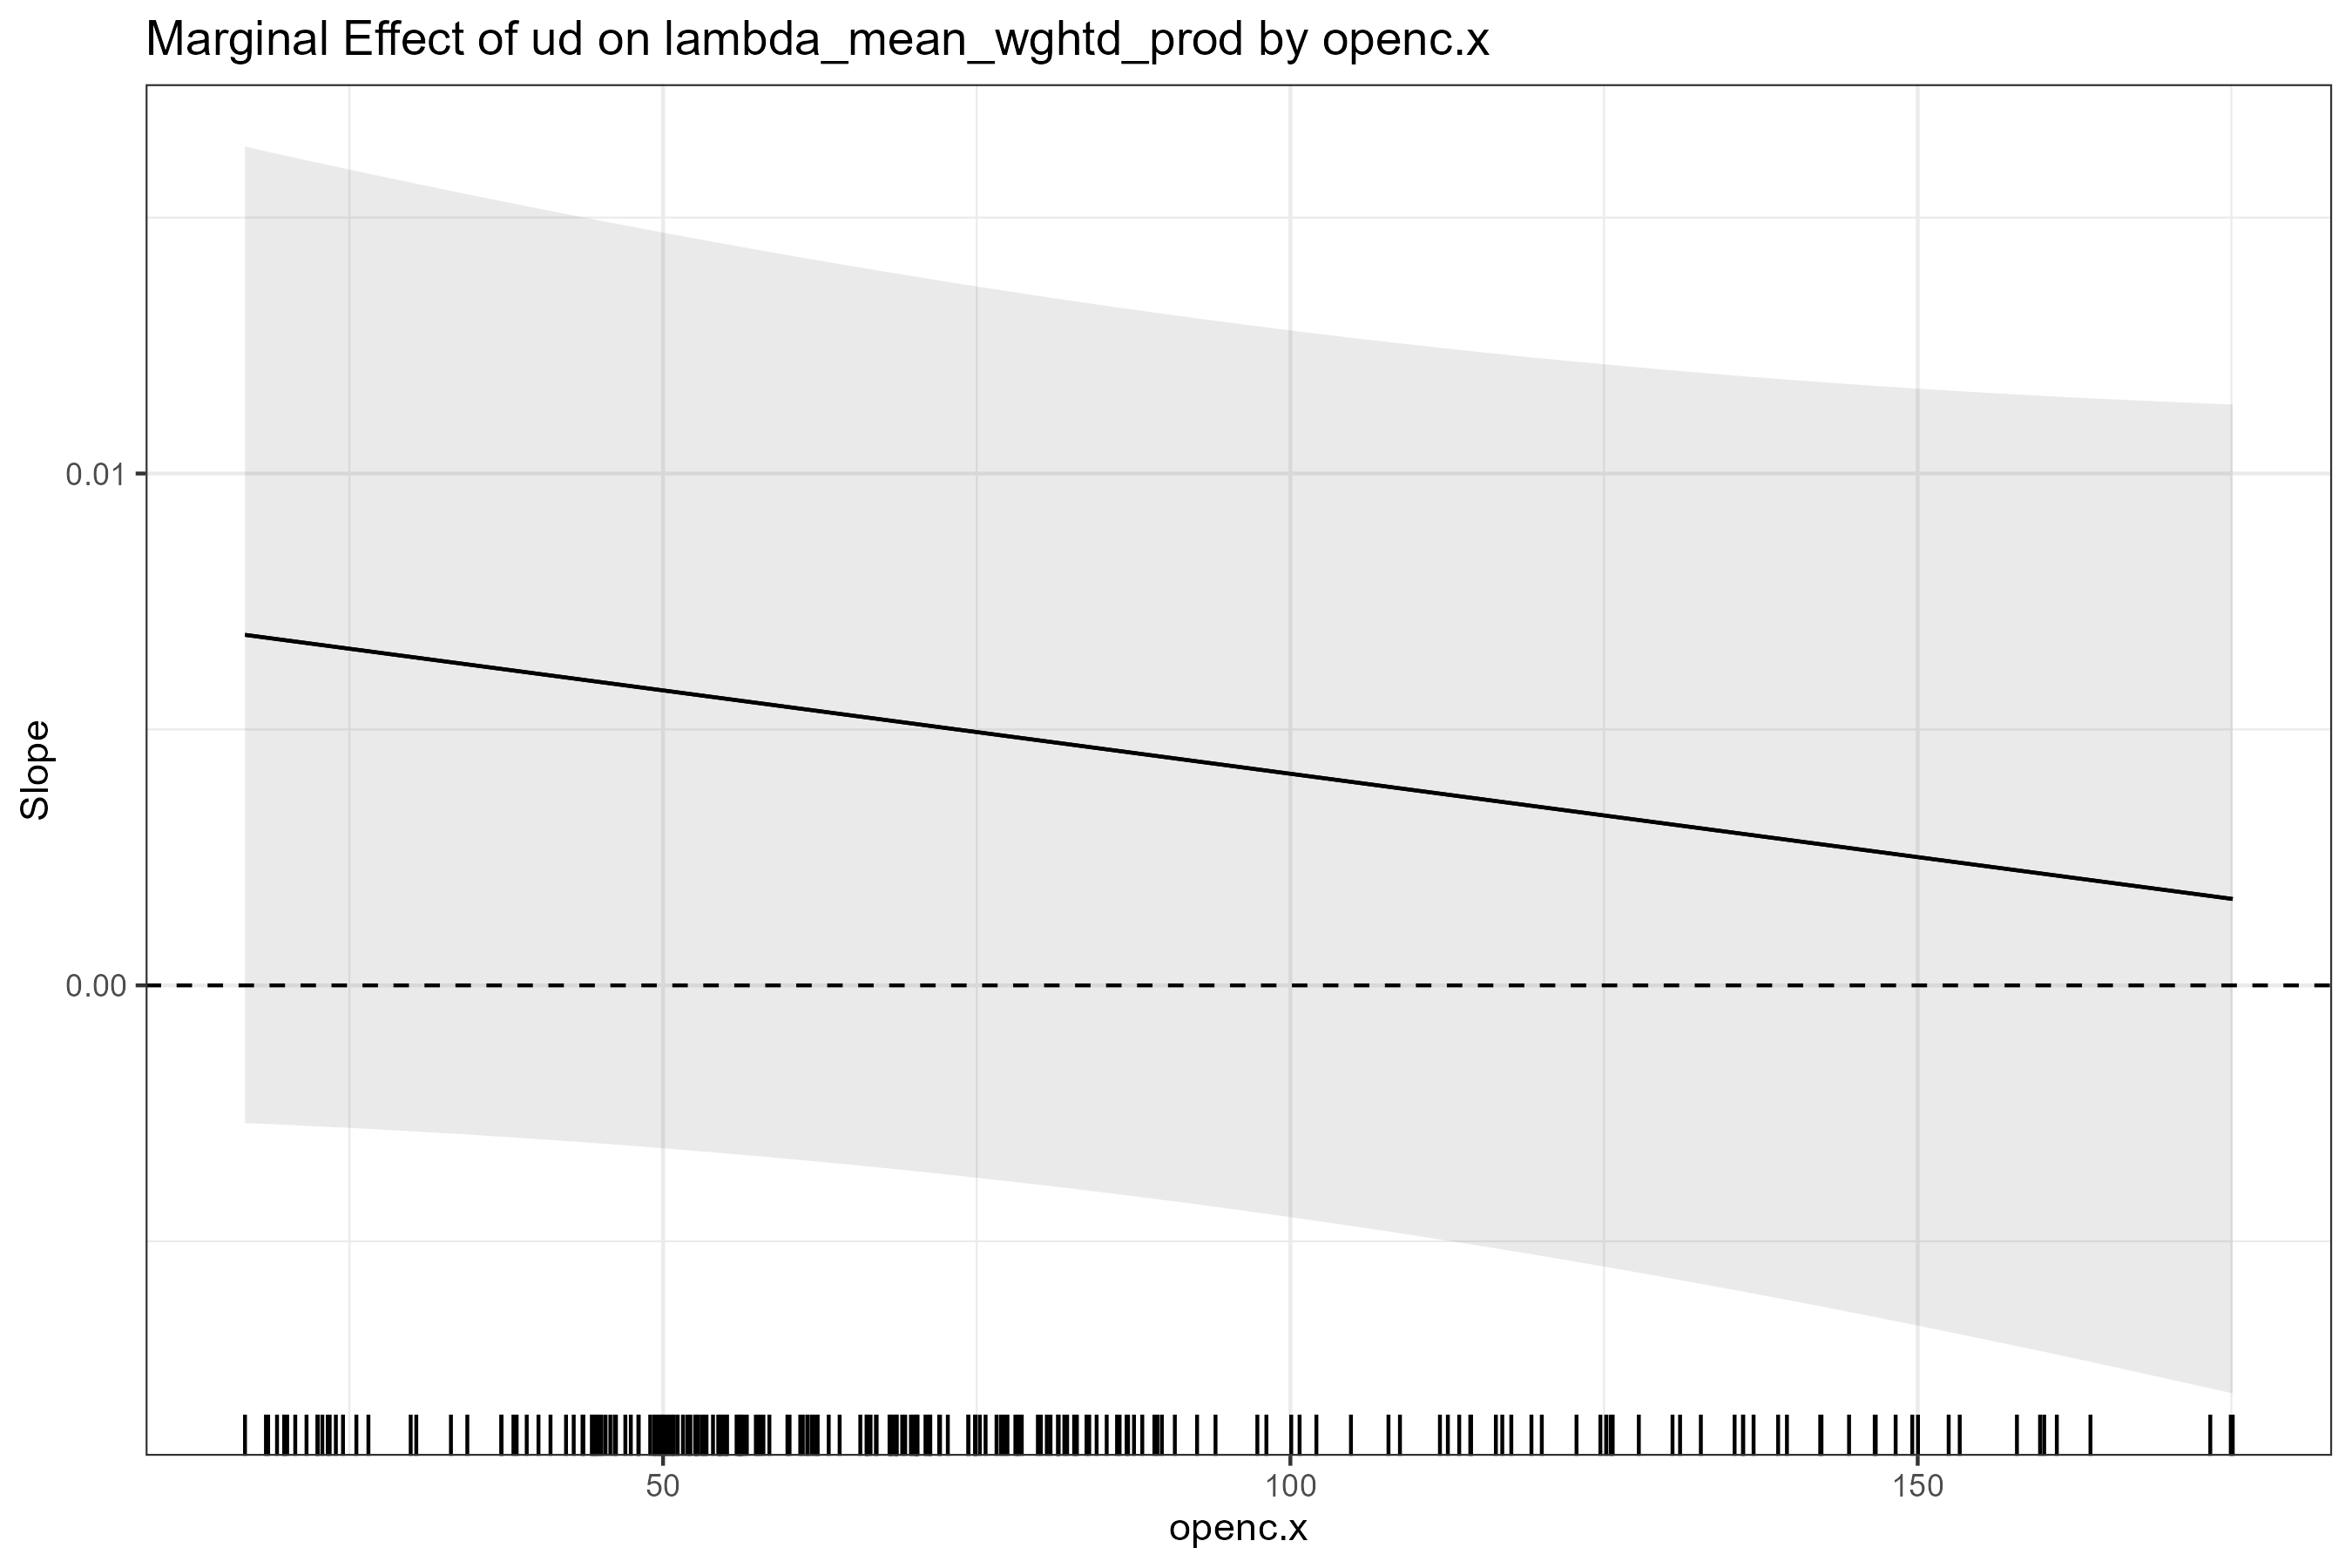 Marginal Effect of ud on lambda_mean_wghtd_prod by openc.x
Slope
0.01
0.00
50
100
150
openc.x